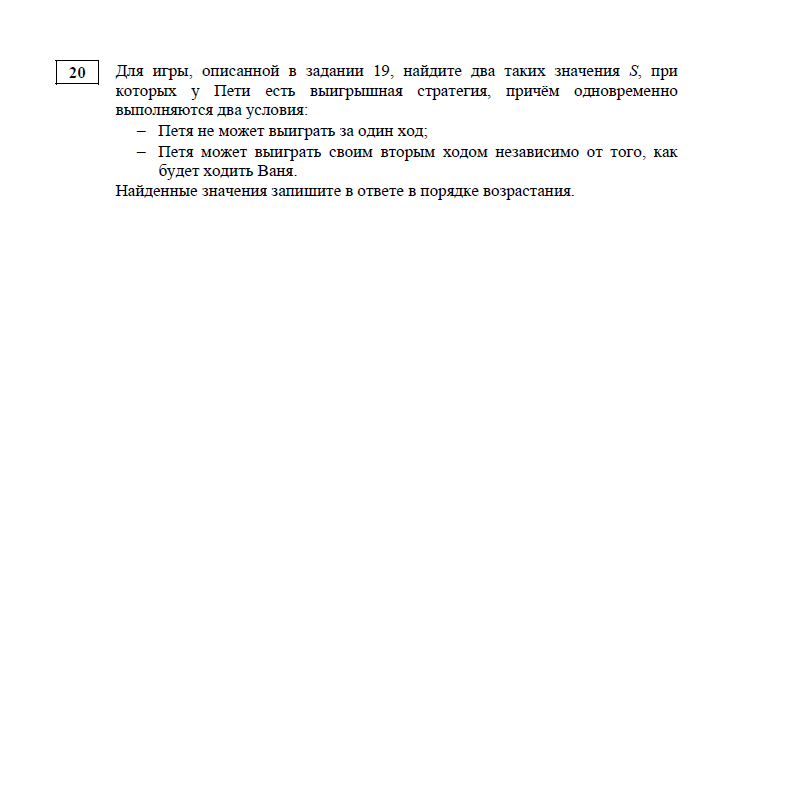 20
Для игры, описанной в задании 19, найдите два таких значения S, при
которых у Пети есть выигрышная стратегия, причём одновременно
выполняются два условия:
– Петя не может выиграть за один ход;
– Петя может выиграть своим вторым ходом независимо от того, как
будет ходить Ваня.
Найденные значения запишите в ответе в порядке возрастания.